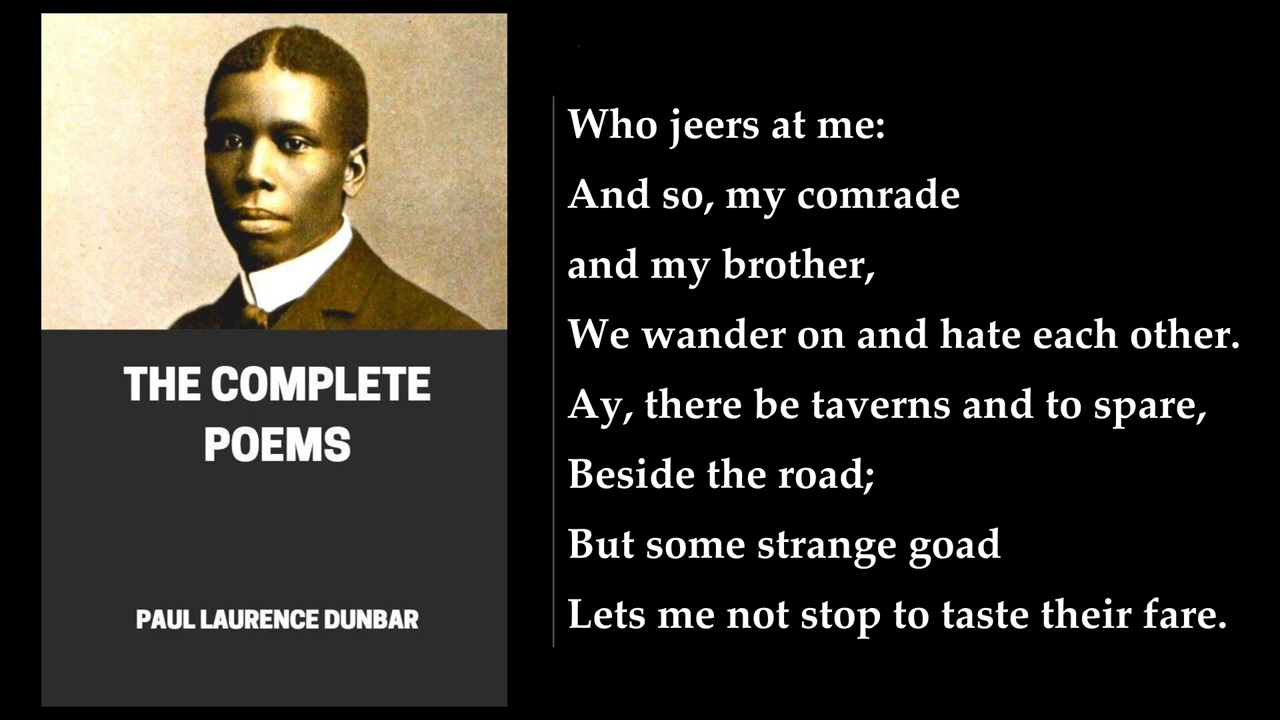 THE COMPLETE
POEMS
PAUL LAURENCE DUNBAR
Who jeers at me:
And so, my comrade
and my brother,
We wander on and hate each other.
Ay, there be taverns and to spare,
Beside the road;
But some strange goad
Lets me not stop to taste their fare.